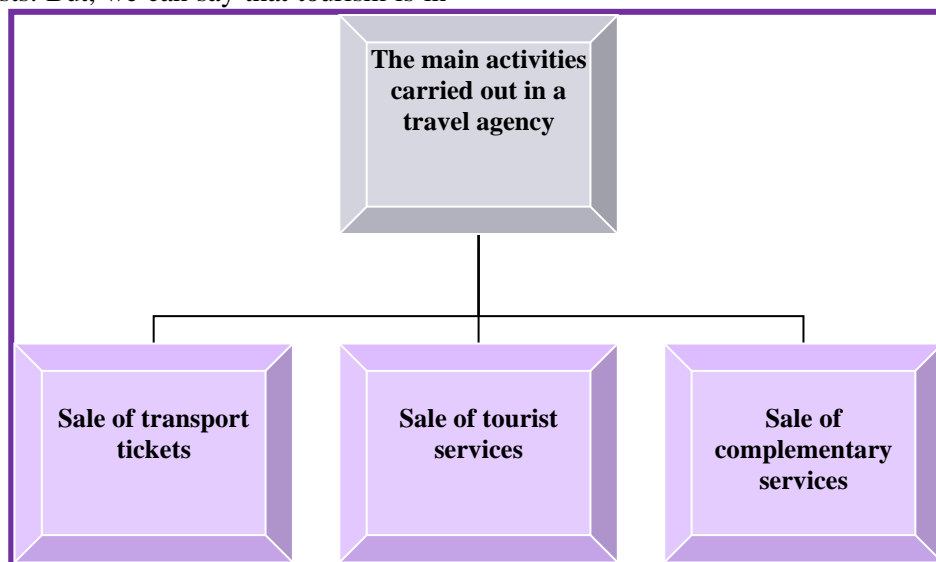 sts. But, we can say that tourism is in
The main activities
carried out in a
travel agency
Sale of transport
tickets
Sale of tourist
services
Sale of
complementary
services